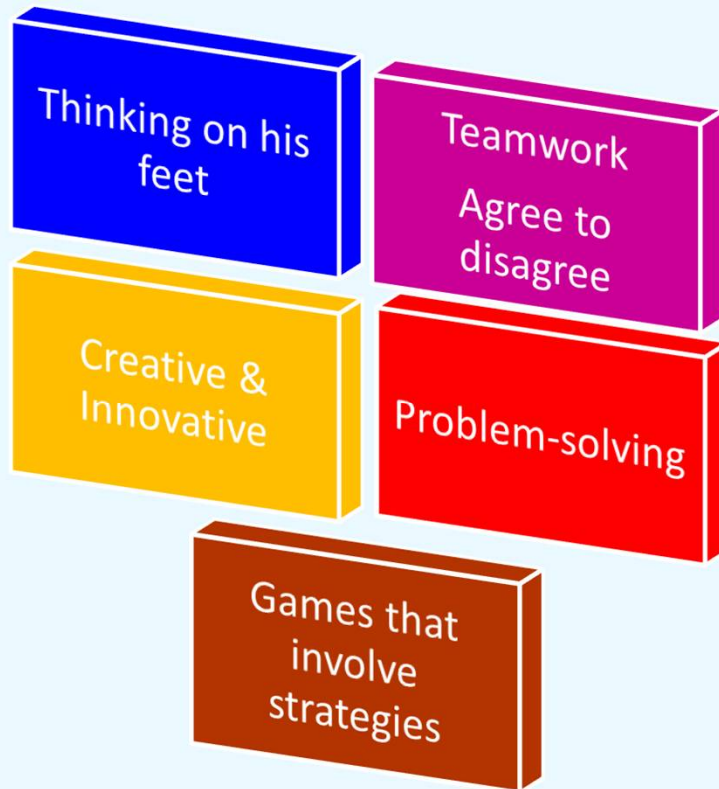 Thinking on his
feet
Teamwork
Agree to
disagree
Creative &
Innovative
Problem-solving
Games that
involve
strategies